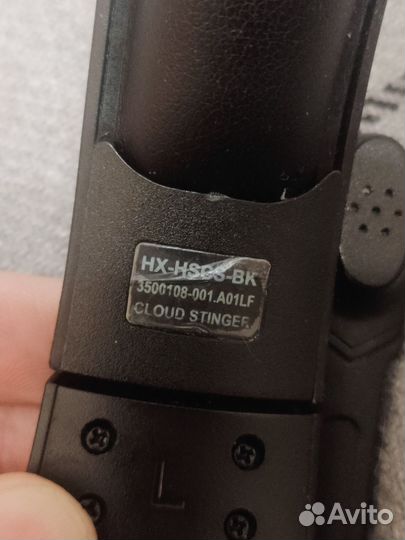 HX-HSCS-BK
3500108-001.A01LF
CLOUD STINGER
L
Avito